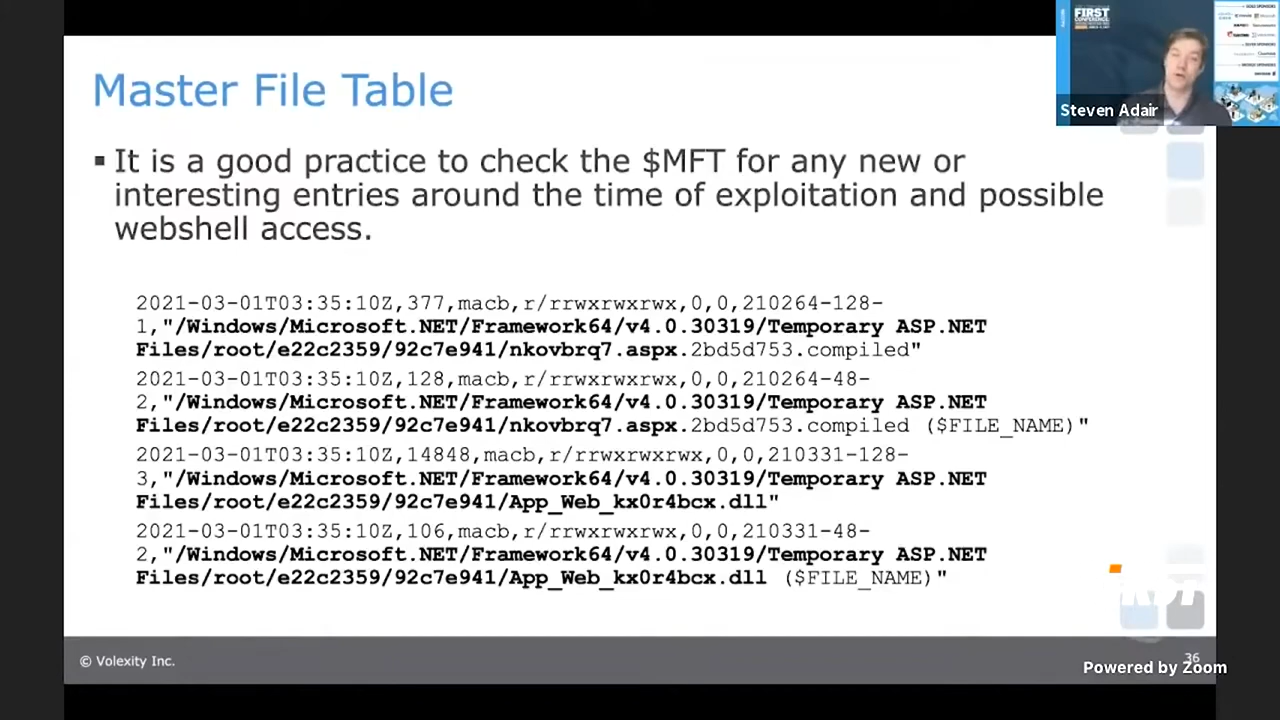 Master File Table
▪ It is a good practice to check the $MFT for any new or
interesting entries around the time of exploitation and possible
webshell access.
2021-03-01T03:35:10Z,377,macb,r/rrwxrwxrwx,0,0,210264-128-
1,"/Windows/Microsoft.NET/Framework64/v4.0.30319/Temporary ASP.NET
Files/root/e22c2359/92c7e941/nkovbrq7.aspx.2bd5d753.compiled"
2021-03-01T03:35:10Z,128,macb,r/rrwxrwxrwx,0,0,210264-48-
2,"/Windows/Microsoft.NET/Framework64/v4.0.30319/Temporary ASP.NET
Files/root/e22c2359/92c7e941/nkovbrq7.aspx.2bd5d753.compiled ($FILE_NAME)"
2021-03-01T03:35:10Z,14848,macb,r/rrwxrwxrwx,0,0,210331-128-
3,"/Windows/Microsoft.NET/Framework64/v4.0.30319/Temporary ASP.NET
Files/root/e22c2359/92c7e941/App_Web_kx0r4bcx.dll"
2021-03-01T03:35:10Z,106,macb,r/rrwxrwxrwx,0,0,210331-48-
2,"/Windows/Microsoft.NET/Framework64/v4.0.30319/Temporary ASP.NET
Files/root/e22c2359/92c7e941/App_Web_kx0r4bcx.dll ($FILE_NAME)"
FIRST
CONFERENCE
Steven Adair
© Volexity Inc.
36
Powered by Zoom